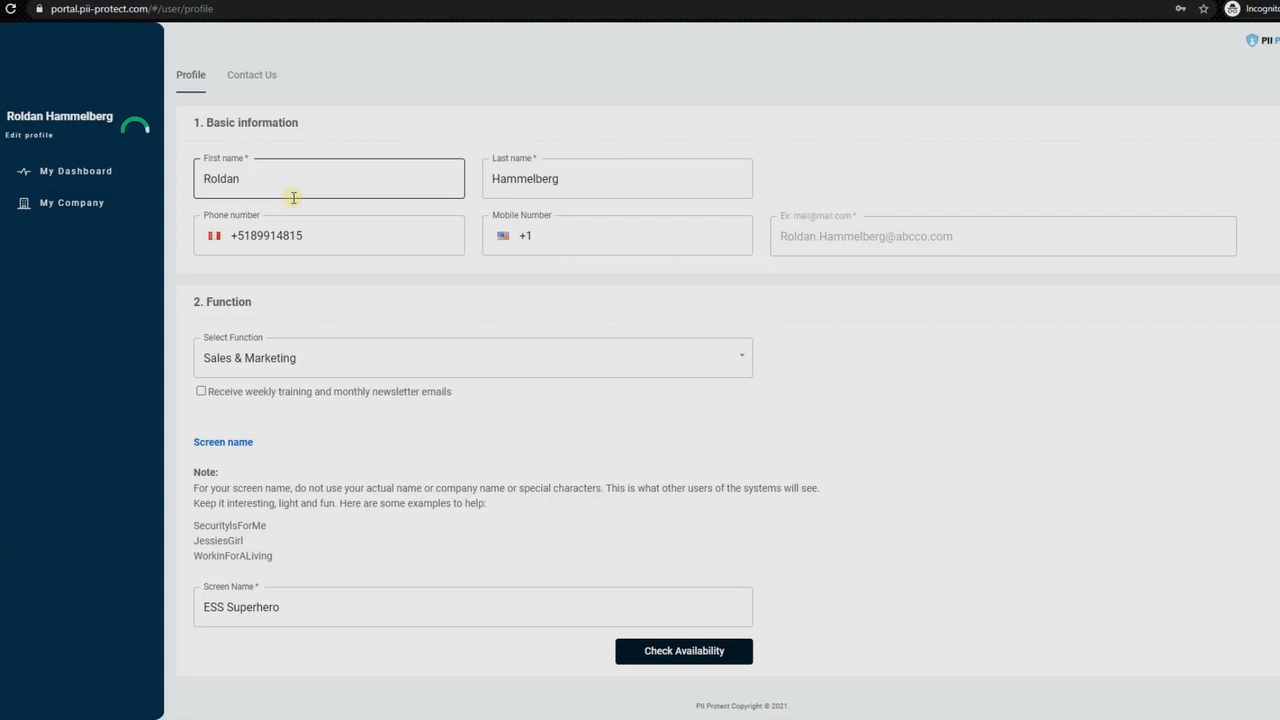 portal.pii-protect.com/#/user/profile
Incognito
PII P
Profile Contact Us
Roldan Hammelberg
Edit profile
My Dashboard
My Company
1. Basic information
First name * Last name *
Roldan Hammelberg
Phone number Mobile Number Ex: mail@mail.com *
+5189914815 +1 Roldan.Hammelberg@abcco.com
2. Function
Select Function
Sales & Marketing
Receive weekly training and monthly newsletter emails
Screen name
Note:
For your screen name, do not use your actual name or company name or special characters. This is what other users of the systems will see.
Keep it interesting, light and fun. Here are some examples to help:
SecurityIsForMe
JessiesGirl
WorkinForALiving
Screen Name *
ESS Superhero
Check Availability
PII Protect Copyright © 2021